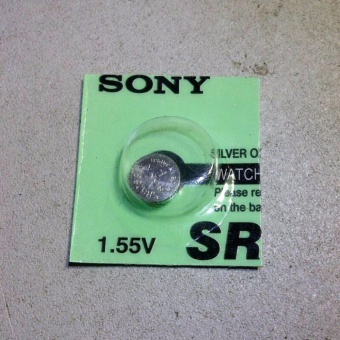 SONY
SILVER O
WATCH
Please re
on the ba
1.55V
SR